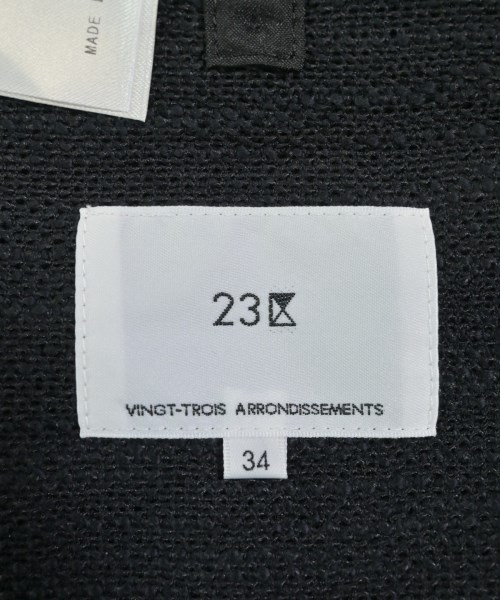 MADE
23区
VINGT-TROIS ARRONDISSEMENTS
34